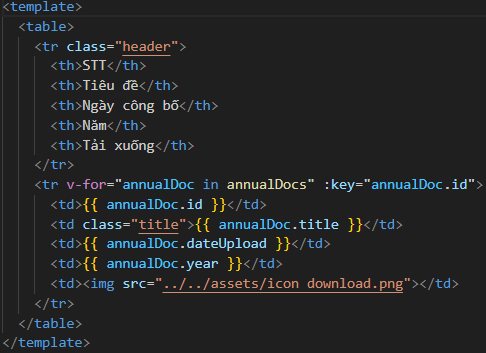 <template>
<table>
<tr class="header">
<th>STT</th>
<th>Tiêu đề</th>
<th>Ngày công bố</th>
<th>Năm</th>
<th>Tải xuống</th>
</tr>
<tr v-for="annualDoc in annualDocs" :key="annualDoc.id">
<td>{{ annualDoc.id }}</td>
<td class="title">{{ annualDoc.title }}</td>
<td>{{ annualDoc.dateUpload }}</td>
<td>{{ annualDoc.year }}</td>
<td><img src="../../assets/icon download.png"></td>
</tr>
</table>
</template>